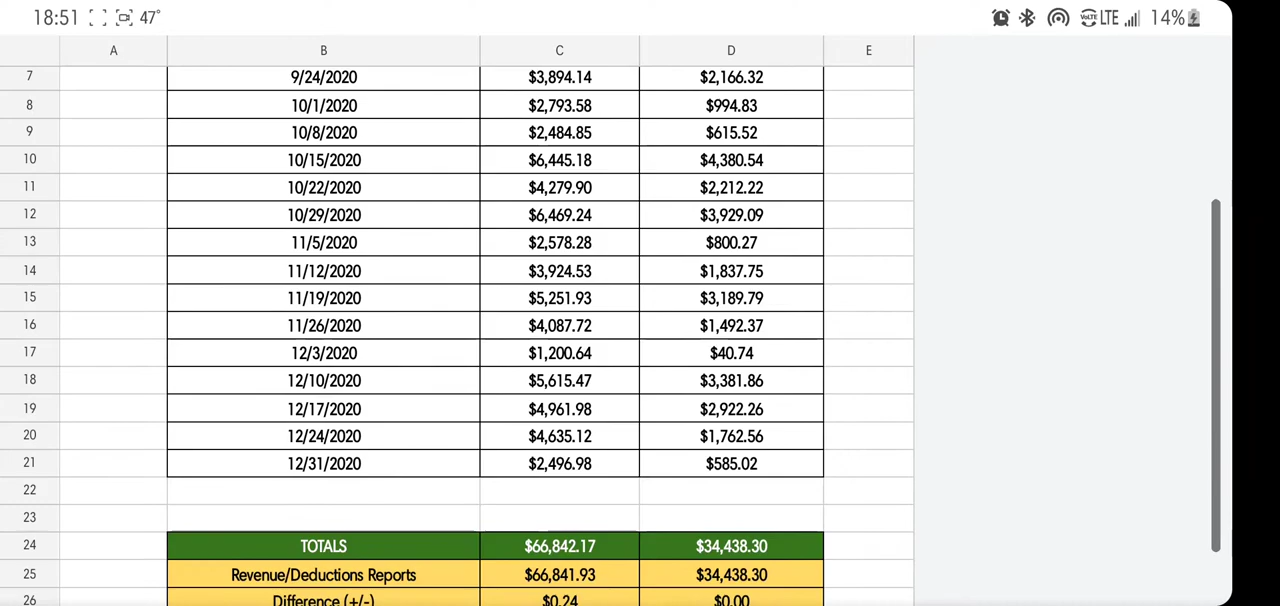 18:51 47° VoLTE LTE 14%
A B C D E
7 9/24/2020 $3,894.14 $2,166.32
8 10/1/2020 $2,793.58 $994.83
9 10/8/2020 $2,484.85 $615.52
10 10/15/2020 $6,445.18 $4,380.54
11 10/22/2020 $4,279.90 $2,212.22
12 10/29/2020 $6,469.24 $3,929.09
13 11/5/2020 $2,578.28 $800.27
14 11/12/2020 $3,924.53 $1,837.75
15 11/19/2020 $5,251.93 $3,189.79
16 11/26/2020 $4,087.72 $1,492.37
17 12/3/2020 $1,200.64 $40.74
18 12/10/2020 $5,615.47 $3,381.86
19 12/17/2020 $4,961.98 $2,922.26
20 12/24/2020 $4,635.12 $1,762.56
21 12/31/2020 $2,496.98 $585.02
22
23
24 TOTALS $66,842.17 $34,438.30
25 Revenue/Deductions Reports $66,841.93 $34,438.30
26 Difference (+/-) $0.24 $0.00